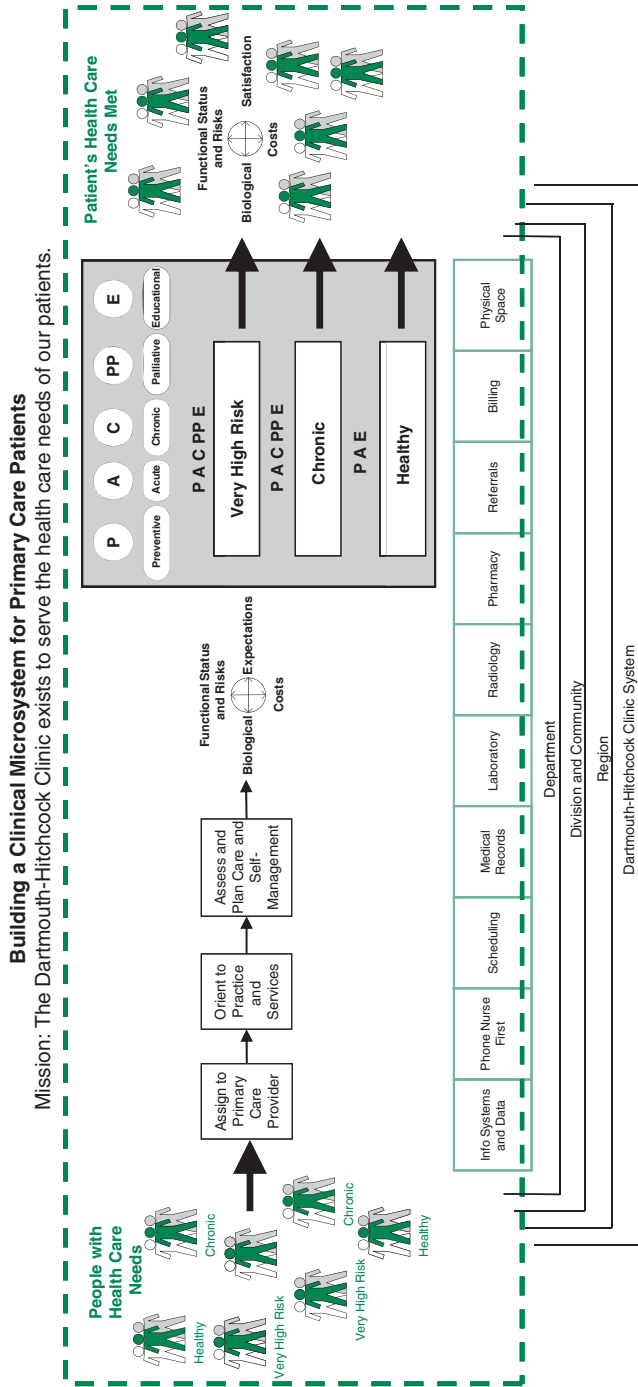 Building a Clinical Microsystem for Primary Care Patients
Mission: The Dartmouth-Hitchcock Clinic exists to serve the health care needs of our patients.
People with
Health Care
Needs
Healthy
Very High Risk
Chronic
Very High Risk
Chronic
Healthy
Assign to
Primary
Care
Provider
Orient to
Practice
and
Services
Assess and
Plan Care and
Self-
Management
Functional Status
and Risks
Biological
Expectations
Costs
P
A
C
PP
E
Preventive
Acute
Chronic
Palliative
Educational
P A C PP E
Very High Risk
P A C PP E
Chronic
P A E
Healthy
Patient's Health Care
Needs Met
Functional Status
and Risks
Biological
Satisfaction
Costs
Info Systems
and Data
Phone Nurse
First
Scheduling
Medical
Records
Laboratory
Radiology
Pharmacy
Referrals
Billing
Physical
Space
Department
Division and Community
Region
Dartmouth-Hitchcock Clinic System